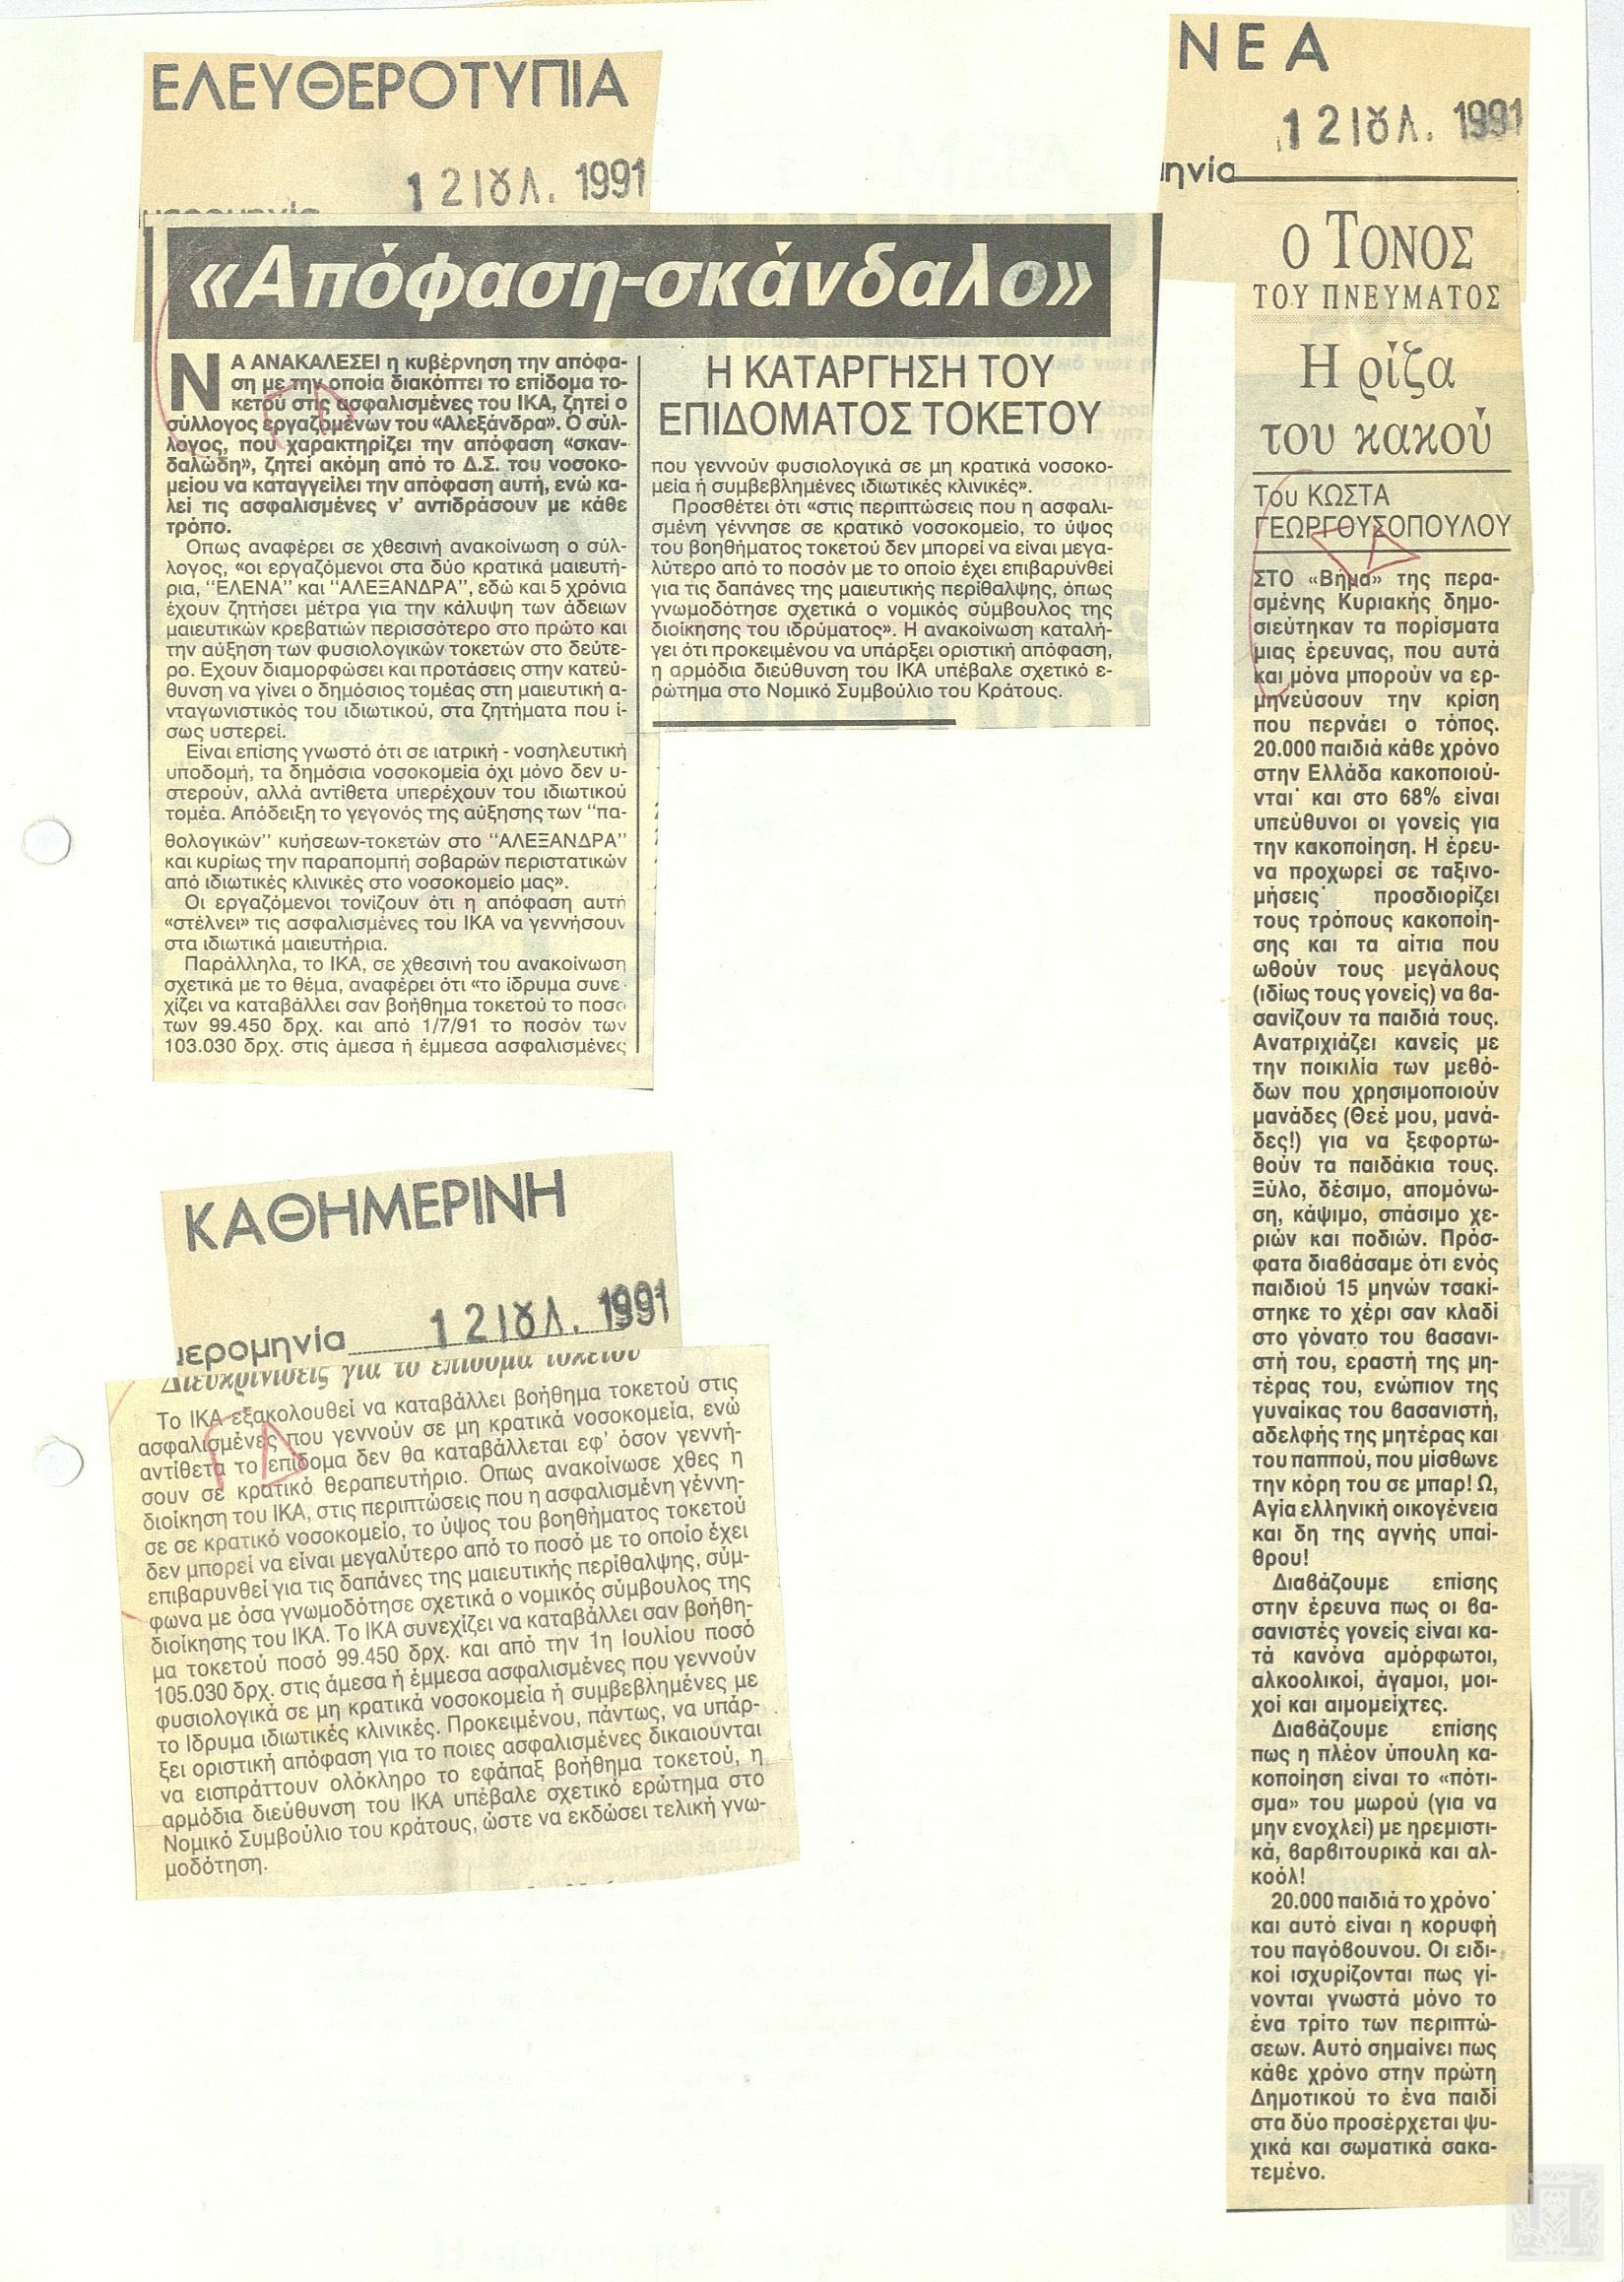 ΕΛΕΥΘΕΡΟΤΥΠΙΑ
12 ΙΟΥΛ. 1991
«Απόφαση-σκάνδαλο»
ΝΑ ΑΝΑΚΑΛΕΣΕΙ η κυβέρνηση την απόφα-
ση με την οποία διακόπτει το επίδομα το-
κετού στις ασφαλισμένες του ΙΚΑ, ζητεί ο
σύλλογος εργαζομένων του «Αλεξάνδρα». Ο σύλ-
λογος, που χαρακτηρίζει την απόφαση «σκαν-
δαλώδη», ζητεί ακόμη από το Δ.Σ. του νοσοκο-
μείου να καταγγείλει την απόφαση αυτή, ενώ κα-
λεί τις ασφαλισμένες ν' αντιδράσουν με κάθε
τρόπο.
Οπως αναφέρει σε χθεσινή ανακοίνωση ο σύλ-
λογος, «οι εργαζόμενοι στα δύο κρατικά μαιευτή-
ρια, "ΕΛΕΝΑ" και "ΑΛΕΞΑΝΔΡΑ", εδώ και 5 χρόνια
έχουν ζητήσει μέτρα για την κάλυψη των άδειων
μαιευτικών κρεβατιών περισσότερο στο πρώτο και
την αύξηση των φυσιολογικών τοκετών στο δεύτε-
ρο. Εχουν διαμορφώσει και προτάσεις στην κατεύ-
θυνση να γίνει ο δημόσιος τομέας στη μαιευτική α-
νταγωνιστικός του ιδιωτικού, στα ζητήματα που ί-
σως υστερεί.
Είναι επίσης γνωστό ότι σε ιατρική - νοσηλευτική
υποδομή, τα δημόσια νοσοκομεία όχι μόνο δεν υ-
στερούν, αλλά αντίθετα υπερέχουν του ιδιωτικού
τομέα. Απόδειξη το γεγονός της αύξησης των "πα-
θολογικών" κυήσεων-τοκετών στο "ΑΛΕΞΑΝΔΡΑ"
και κυρίως την παραπομπή σοβαρών περιστατικών
από ιδιωτικές κλινικές στο νοσοκομείο μας».
Οι εργαζόμενοι τονίζουν ότι η απόφαση αυτή
«στέλνει» τις ασφαλισμένες του ΙΚΑ να γεννήσουν
στα ιδιωτικά μαιευτήρια.
Παράλληλα, το ΙΚΑ, σε χθεσινή του ανακοίνωση
σχετικά με το θέμα, αναφέρει ότι «το ίδρυμα συνε-
χίζει να καταβάλλει σαν βοήθημα τοκετού το ποσό
των 99.450 δρχ. και από 1/7/91 το ποσόν των
103.030 δρχ. στις άμεσα ή έμμεσα ασφαλισμένες
Η ΚΑΤΑΡΓΗΣΗ ΤΟΥ
ΕΠΙΔΟΜΑΤΟΣ ΤΟΚΕΤΟΥ
που γεννούν φυσιολογικά σε μη κρατικά νοσοκο-
μεία ή συμβεβλημένες ιδιωτικές κλινικές».
Προσθέτει ότι «στις περιπτώσεις που η ασφαλι-
σμένη γέννησε σε κρατικό νοσοκομείο, το ύψος
του βοηθήματος τοκετού δεν μπορεί να είναι μεγα-
λύτερο από το ποσόν με το οποίο έχει επιβαρυνθεί
για τις δαπάνες της μαιευτικής περίθαλψης, όπως
γνωμοδότησε σχετικά ο νομικός σύμβουλος της
διοίκησης του ιδρύματος». Η ανακοίνωση καταλή-
γει ότι προκειμένου να υπάρξει οριστική απόφαση,
η αρμόδια διεύθυνση του ΙΚΑ υπέβαλε σχετικό ε-
ρώτημα στο Νομικό Συμβούλιο του Κράτους.
ΚΑΘΗΜΕΡΙΝΗ
μερομηνία 12 ΙΟΥΛ. 1991
Διευκρινίσεις για το επίδομα τοκετού
Το ΙΚΑ εξακολουθεί να καταβάλλει βοήθημα τοκετού στις
ασφαλισμένες που γεννούν σε μη κρατικά νοσοκομεία, ενώ
αντίθετα το επίδομα δεν θα καταβάλλεται εφ' όσον γεννή-
σουν σε κρατικό θεραπευτήριο. Οπως ανακοίνωσε χθες η
διοίκηση του ΙΚΑ, στις περιπτώσεις που η ασφαλισμένη γέννη-
σε σε κρατικό νοσοκομείο, το ύψος του βοηθήματος τοκετού
δεν μπορεί να είναι μεγαλύτερο από το ποσό με το οποίο έχει
επιβαρυνθεί για τις δαπάνες της μαιευτικής περίθαλψης, σύμ-
φωνα με όσα γνωμοδότησε σχετικά ο νομικός σύμβουλος της
διοίκησης του ΙΚΑ. Το ΙΚΑ συνεχίζει να καταβάλλει σαν βοήθη-
μα τοκετού ποσό 99.450 δρχ. και από την 1η Ιουλίου ποσό
105.030 δρχ. στις άμεσα ή έμμεσα ασφαλισμένες που γεννούν
φυσιολογικά σε μη κρατικά νοσοκομεία ή συμβεβλημένες με
το Ιδρυμα ιδιωτικές κλινικές. Προκειμένου, πάντως, να υπάρ-
ξει οριστική απόφαση για το ποιες ασφαλισμένες δικαιούνται
να εισπράττουν ολόκληρο το εφάπαξ βοήθημα τοκετού, η
αρμόδια διεύθυνση του ΙΚΑ υπέβαλε σχετικό ερώτημα στο
Νομικό Συμβούλιο του κράτους, ώστε να εκδώσει τελική γνω-
μοδότηση.
ΝΕΑ
12 ΙΟΥΛ. 1991
ηνία
Ο ΤΟΝΟΣ
ΤΟΥ ΠΝΕΥΜΑΤΟΣ
Η ρίζα
του κακού
Του ΚΩΣΤΑ
ΓΕΩΡΓΟΥΣΟΠΟΥΛΟΥ
ΣΤΟ «Βήμα» της περα-
σμένης Κυριακής δημο-
σιεύτηκαν τα πορίσματα
μιας έρευνας, που αυτά
και μόνα μπορούν να ερ-
μηνεύσουν την κρίση
που περνάει ο τόπος.
20.000 παιδιά κάθε χρόνο
στην Ελλάδα κακοποιού-
νται˙ και στο 68% είναι
υπεύθυνοι οι γονείς για
την κακοποίηση. Η έρευ-
να προχωρεί σε ταξινο-
μήσεις˙ προσδιορίζει
τους τρόπους κακοποίη-
σης και τα αίτια που
ωθούν τους μεγάλους
(ιδίως τους γονείς) να βα-
σανίζουν τα παιδιά τους.
Ανατριχιάζει κανείς με
την ποικιλία των μεθό-
δων που χρησιμοποιούν
μανάδες (Θεέ μου, μανά-
δες!) για να ξεφορτω-
θούν τα παιδάκια τους.
Ξύλο, δέσιμο, απομόνω-
ση, κάψιμο, σπάσιμο χε-
ριών και ποδιών. Πρόσ-
φατα διαβάσαμε ότι ενός
παιδιού 15 μηνών τσακί-
στηκε το χέρι σαν κλαδί
στο γόνατο του βασανι-
στή του, εραστή της μη-
τέρας του, ενώπιον της
γυναίκας του βασανιστή,
αδελφής της μητέρας και
του παππού, που μίσθωνε
την κόρη του σε μπαρ! Ω,
Αγία ελληνική οικογένεια
και δη της αγνής υπαί-
θρου!
Διαβάζουμε επίσης
στην έρευνα πως οι βα-
σανιστές γονείς είναι κα-
τά κανόνα αμόρφωτοι,
αλκοολικοί, άγαμοι, μοι-
χοί και αιμομείχτες.
Διαβάζουμε επίσης
πως η πλέον ύπουλη κα-
κοποίηση είναι το «πότι-
σμα» του μωρού (για να
μην ενοχλεί) με ηρεμιστι-
κά, βαρβιτουρικά και αλ-
κοόλ!
20.000 παιδιά το χρόνο˙
και αυτό είναι η κορυφή
του παγόβουνου. Οι ειδι-
κοί ισχυρίζονται πως γί-
νονται γνωστά μόνο το
ένα τρίτο των περιπτώ-
σεων. Αυτό σημαίνει πως
κάθε χρόνο στην πρώτη
Δημοτικού το ένα παιδί
στα δύο προσέρχεται ψυ-
χικά και σωματικά σακα-
τεμένο.